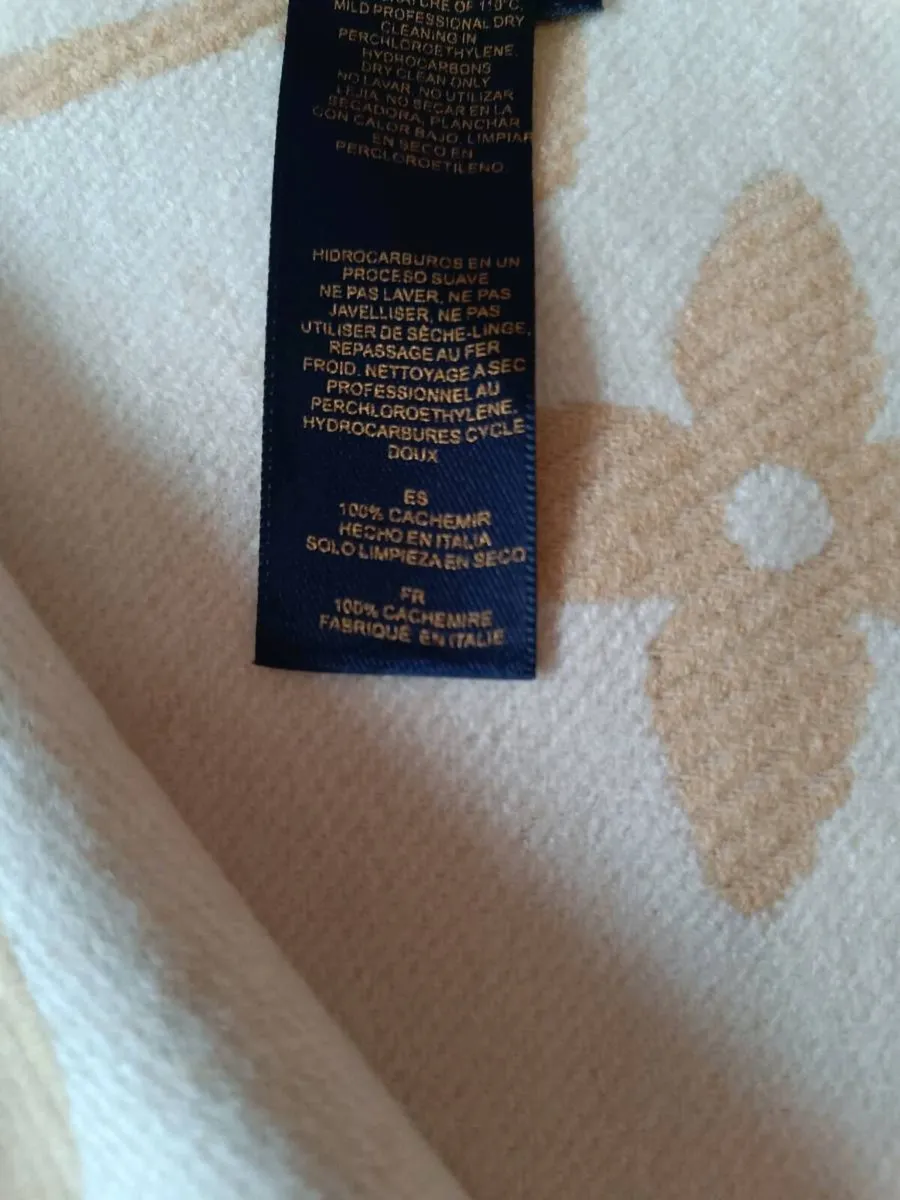 TURE OF 110°C,
MILD PROFESSIONAL DRY
CLEANING IN
PERCHLOROETHYLENE,
HYDROCARBONS
DRY CLEAN ONLY
NO LAVAR, NO UTILIZAR
LEJIA, NO SECAR EN LA
SECADORA, PLANCHAR
CON CALOR BAJO. LIMPIAR
EN SECO EN
PERCLOROETILENO,
HIDROCARBUROS EN UN
PROCESO SUAVE
NE PAS LAVER, NE PAS
JAVELLISER, NE PAS
UTILISER DE SÈCHE-LINGE,
REPASSAGE AU FER
FROID. NETTOYAGE A SEC
PROFESSIONNEL AU
PERCHLOROETHYLENE,
HYDROCARBURES CYCLE
DOUX
ES
100% CACHEMIR
HECHO EN ITALIA
SOLO LIMPIEZA EN SECO
FR
100% CACHEMIRE
FABRIQUÉ EN ITALIE